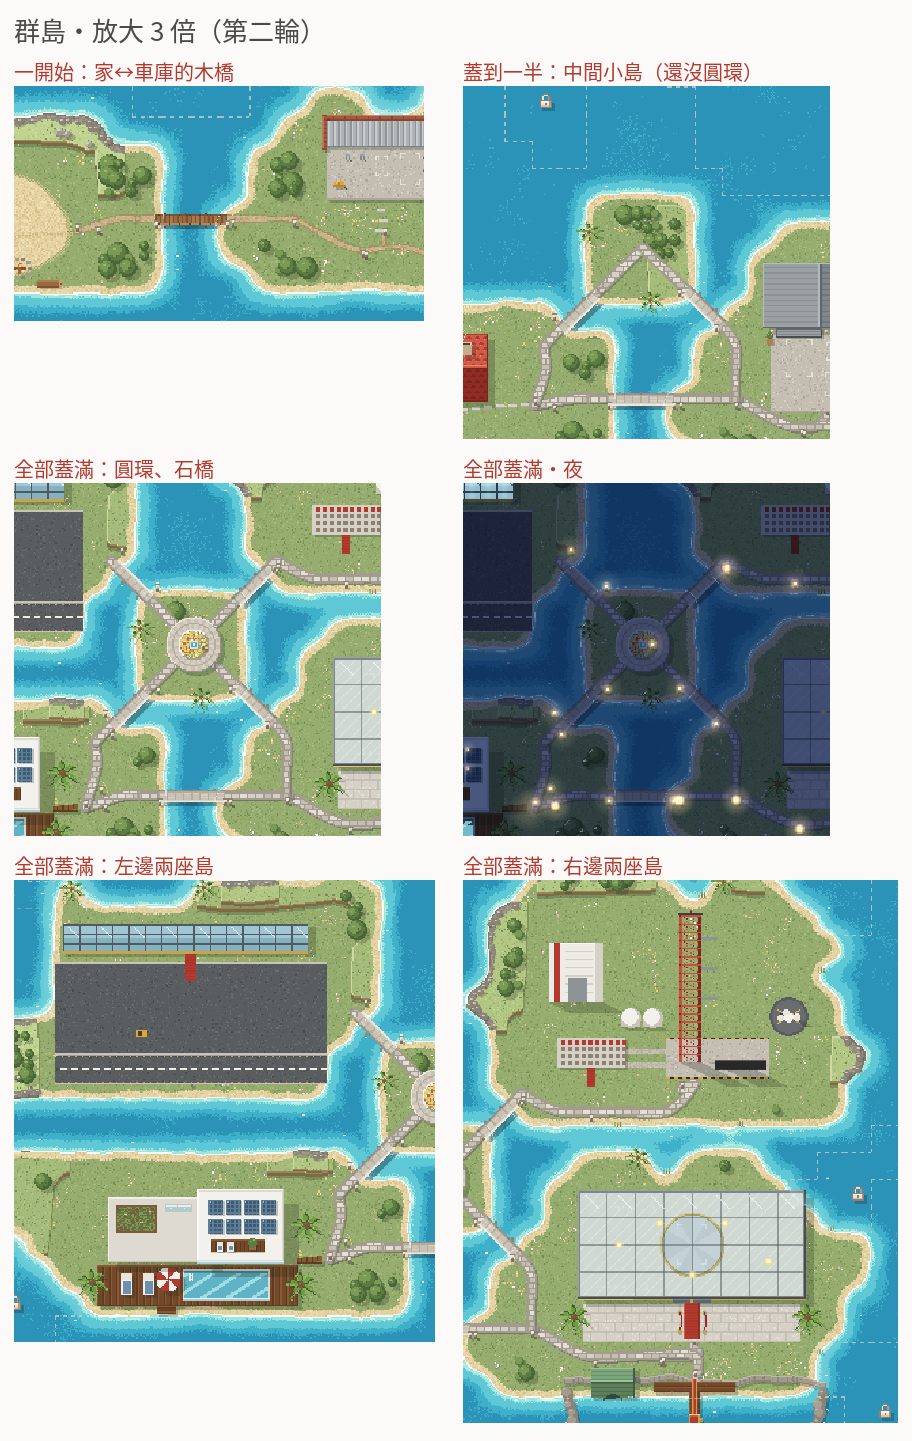 群島・放大 3 倍（第二輪）
一開始：家↔車庫的木橋
蓋到一半：中間小島（還沒圓環）
全部蓋滿：圓環、石橋
全部蓋滿・夜
全部蓋滿：左邊兩座島
全部蓋滿：右邊兩座島